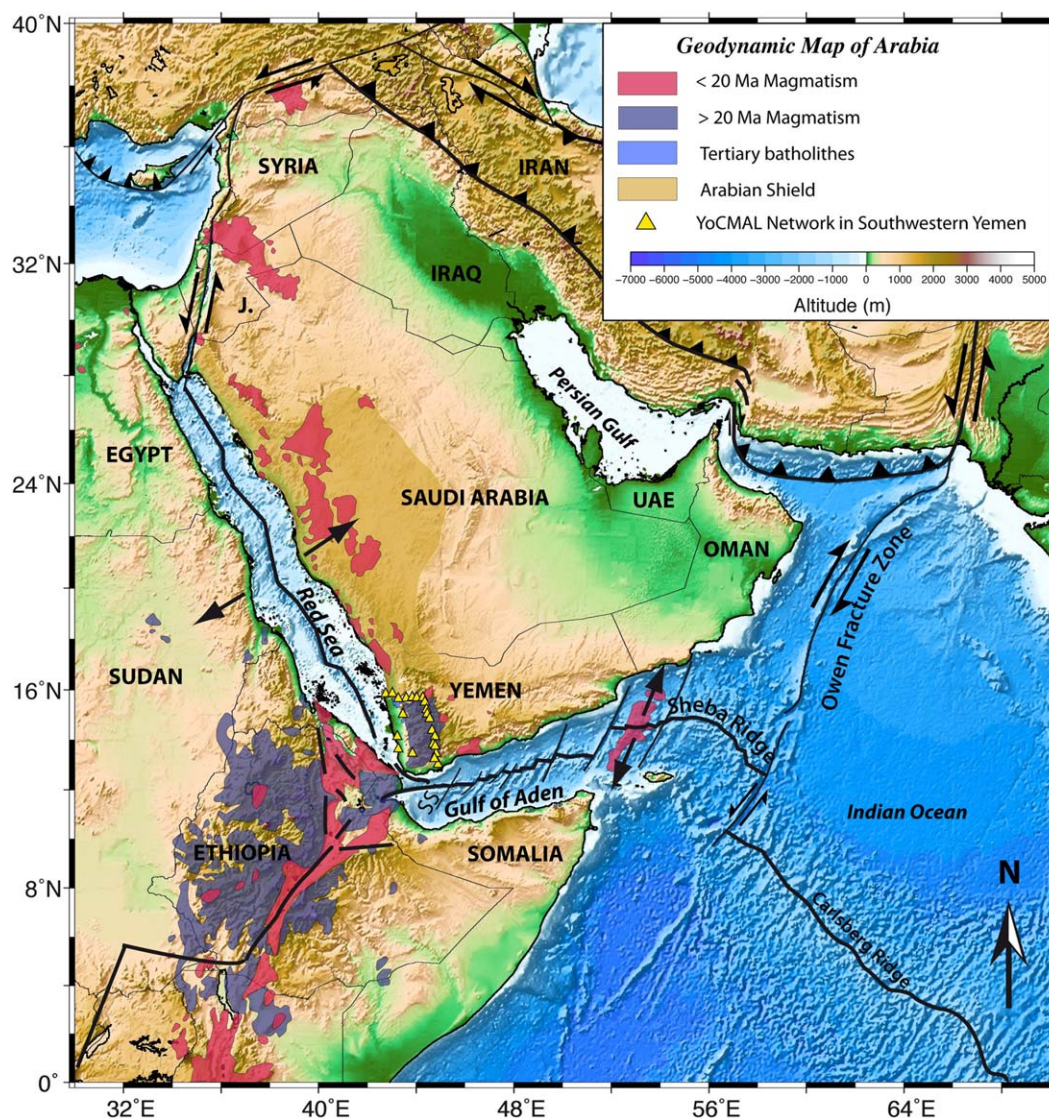 40˚N
32˚N
24˚N
16˚N
8˚N
0˚
32˚E
40˚E
48˚E
56˚E
64˚E
Geodynamic Map of Arabia
< 20 Ma Magmatism
> 20 Ma Magmatism
Tertiary batholithes
Arabian Shield
YoCMAL Network in Southwestern Yemen
-7000 -6000 -5000 -4000 -3000 -2000 -1000 0 1000 2000 3000 4000 5000
Altitude (m)
SYRIA
IRAN
IRAQ
J.
Persian Gulf
EGYPT
SAUDI ARABIA
UAE
OMAN
Red Sea
Owen Fracture Zone
SUDAN
YEMEN
Sheba Ridge
Gulf of Aden
Indian Ocean
ETHIOPIA
SOMALIA
N
Carlsberg Ridge